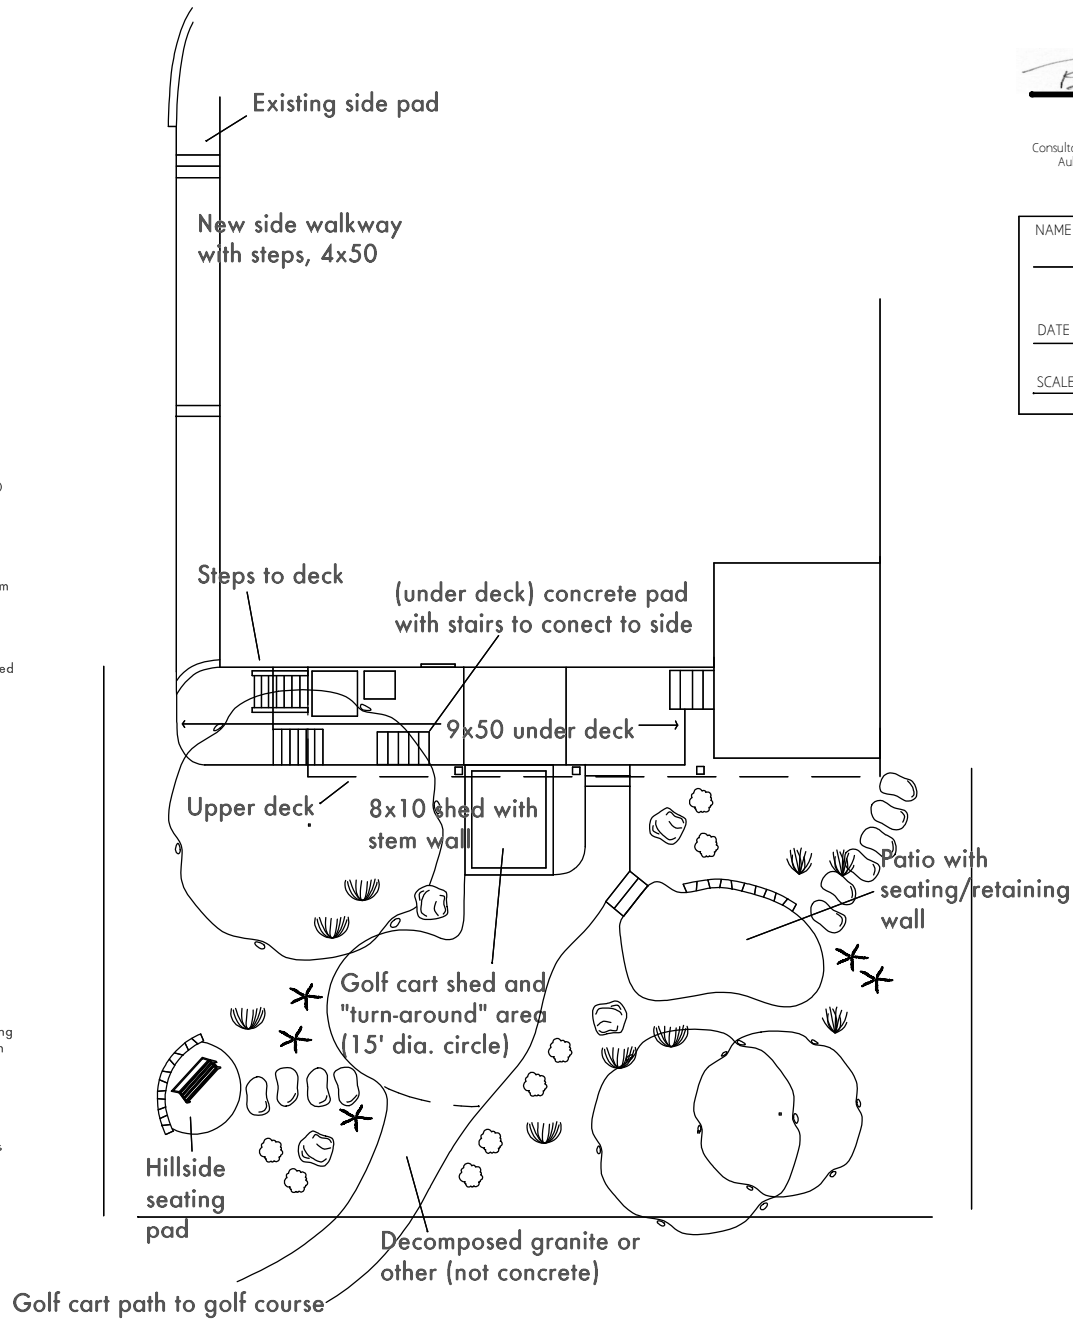 Existing side pad
New side walkway
with steps, 4x50
Steps to deck
(under deck) concrete pad
with stairs to conect to side
9x50 under deck
Upper deck
8x10 shed with
stem wall
Patio with
seating/retaining
wall
Golf cart shed and
"turn-around" area
(15' dia. circle)
Hillside
seating
pad
Decomposed granite or
other (not concrete)
Golf cart path to golf course
NAME
DATE
SCALE